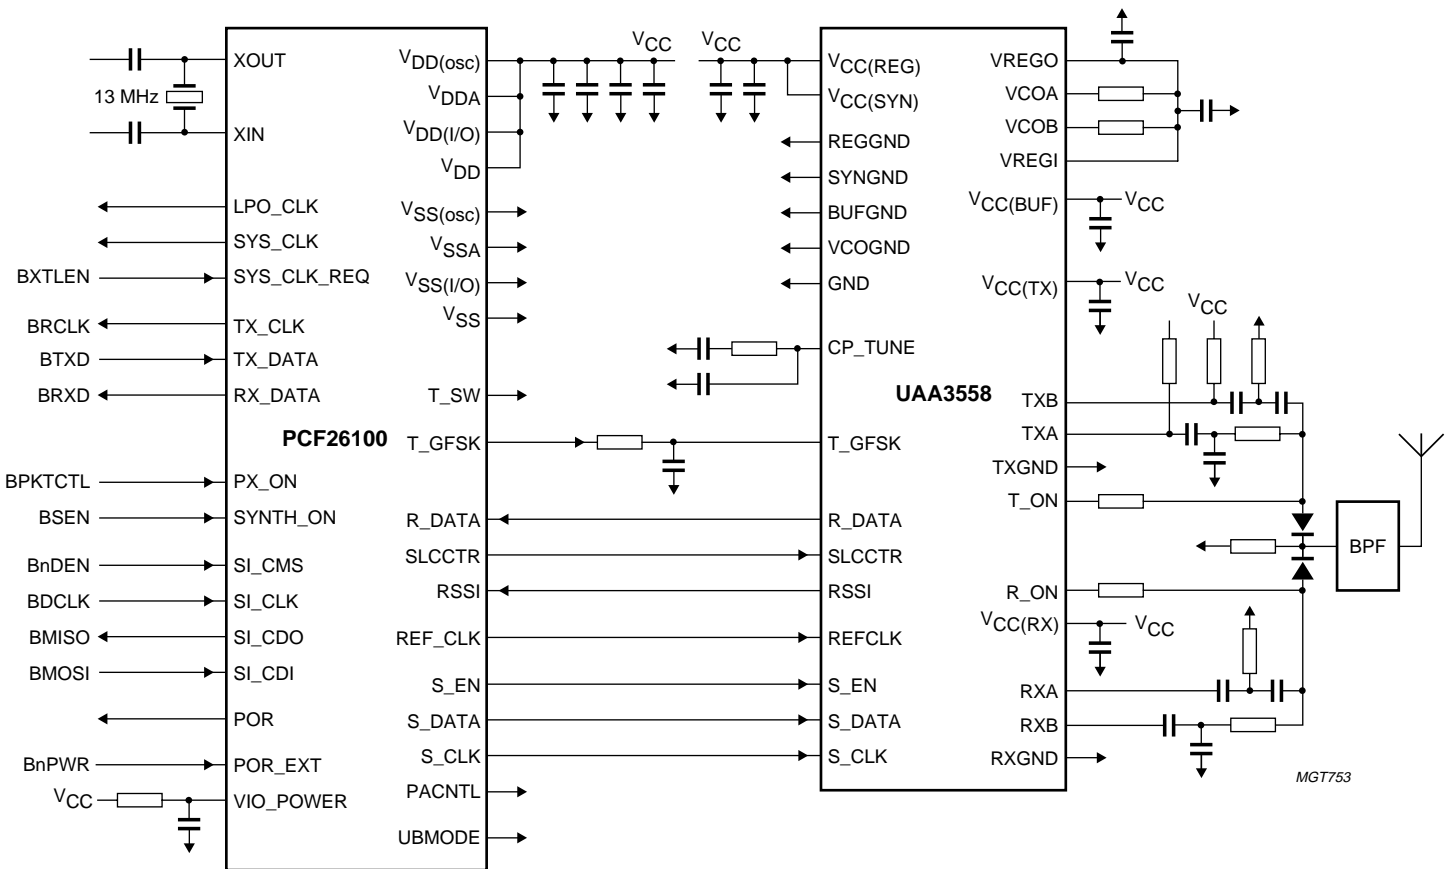 XOUT
13 MHz
XIN
LPO_CLK
SYS_CLK
BXTLEN
SYS_CLK_REQ
BRCLK
TX_CLK
BTXD
TX_DATA
BRXD
RX_DATA
PCF26100
BPKTCTL
PX_ON
BSEN
SYNTH_ON
BnDEN
SI_CMS
BDCLK
SI_CLK
BMISO
SI_CDO
BMOSI
SI_CDI
POR
BnPWR
POR_EXT
VCC
VIO_POWER
VDD(osc)
VDDA
VDD(I/O)
VDD
VSS(osc)
VSSA
VSS(I/O)
VSS
T_SW
T_GFSK
R_DATA
SLCCTR
RSSI
REF_CLK
S_EN
S_DATA
S_CLK
PACNTL
UBMODE
VCC
VCC
VCC(REG)
VCC(SYN)
REGGND
SYNGND
BUFGND
VCOGND
GND
CP_TUNE
UAA3558
T_GFSK
R_DATA
SLCCTR
RSSI
REFCLK
S_EN
S_DATA
S_CLK
VREGO
VCOA
VCOB
VREGI
VCC(BUF)
VCC
VCC(TX)
VCC
VCC
TXB
TXA
TXGND
T_ON
BPF
R_ON
VCC(RX)
VCC
RXA
RXB
RXGND
MGT753